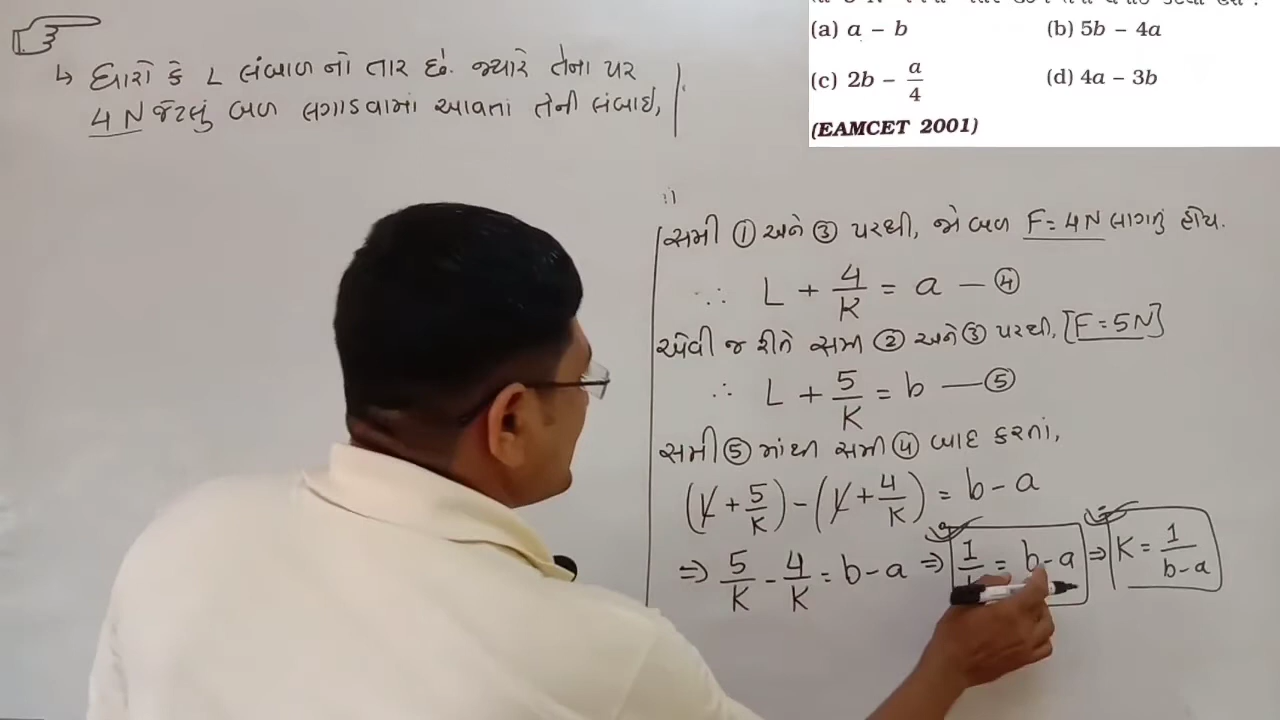 (a) a – b (b) 5b – 4a
(c) 2b – a/4 (d) 4a – 3b
(EAMCET 2001)
↳ ધારો કે L લંબાળ નો તાર છે. જ્યારે તેના પર
4 N જેટલું બળ લગાડવામાં આવતાં તેની લંબાઇ,
સમી ① અને ③ પરથી, જો બળ F = 4N લાગતું હોય.
∴ L + 4/K = a — ④
એવી જ રીતે સમી ② અને ③ પરથી, [F = 5N]
∴ L + 5/K = b — ⑤
સમી ⑤ માંથી સમી ④ બાદ કરતાં,
(L + 5/K) – (L + 4/K) = b – a
⇒ 5/K – 4/K = b – a ⇒ 1/K = b – a ⇒ K = 1/(b – a)